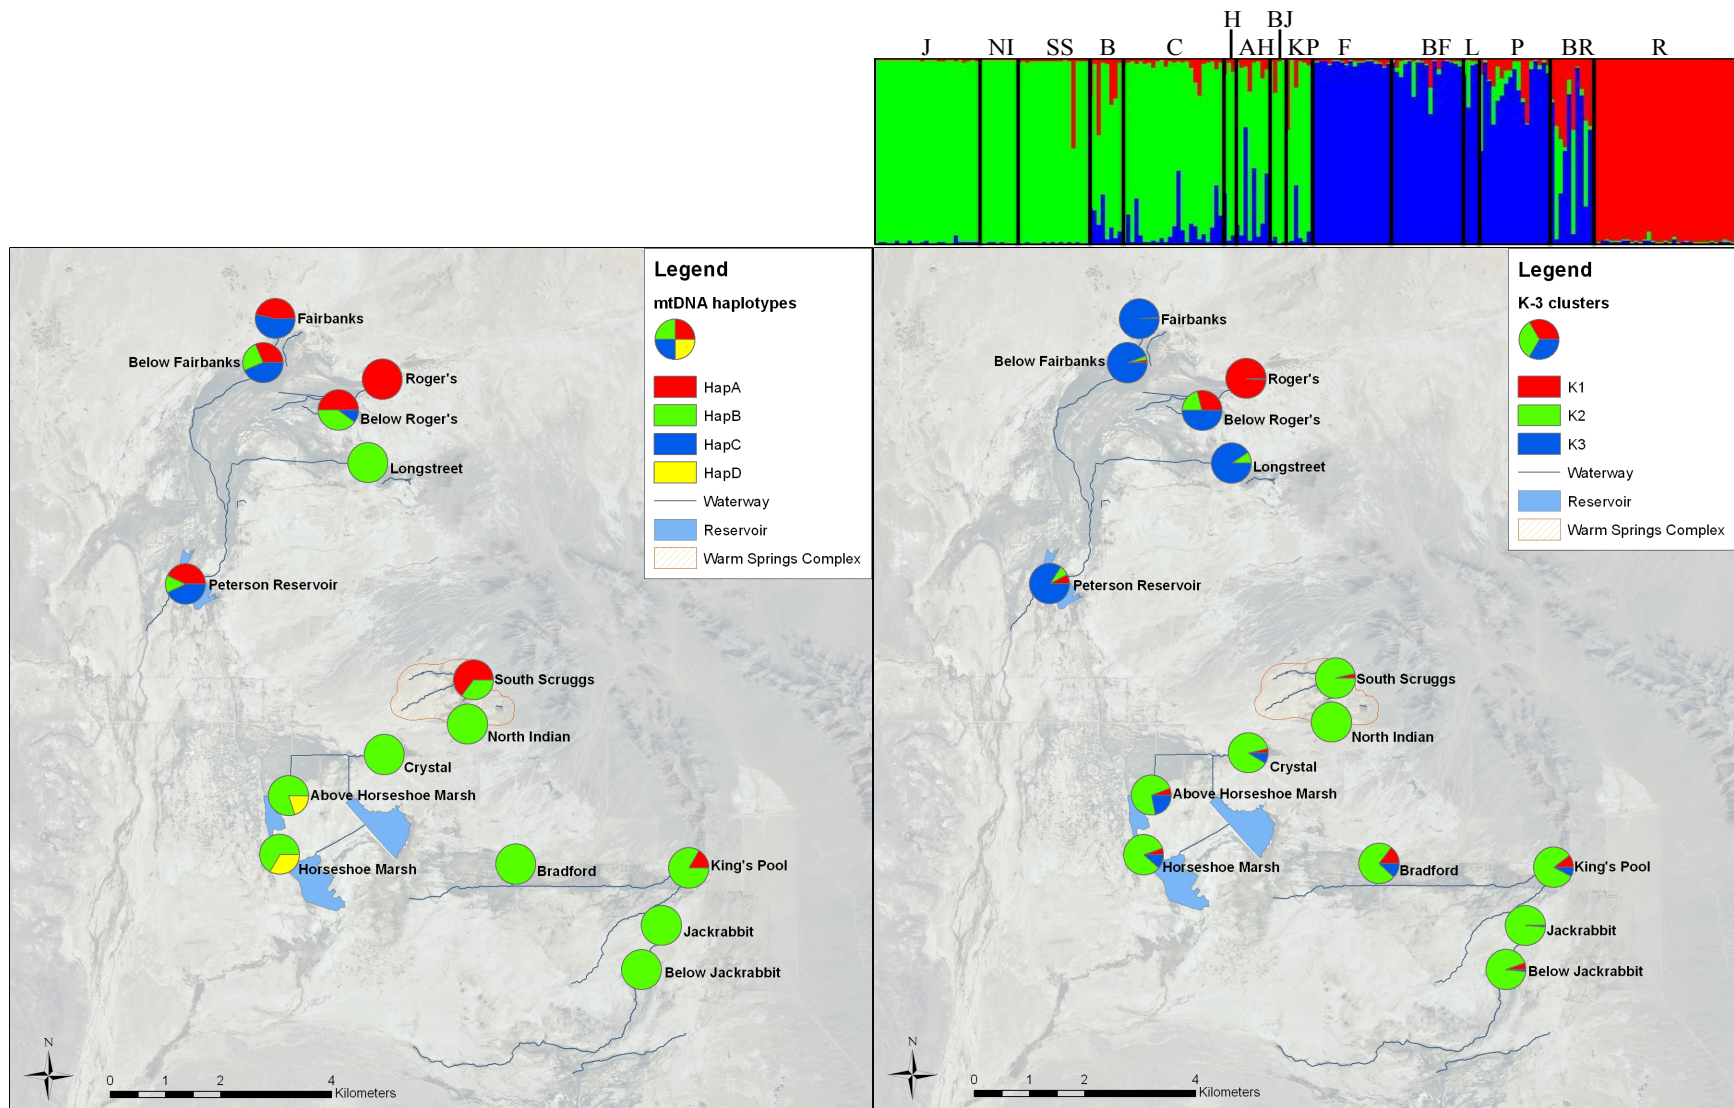 H BJ
J NI SS B C AH KP F BF L P BR R
Legend
mtDNA haplotypes
HapA
HapB
HapC
HapD
Waterway
Reservoir
Warm Springs Complex
Fairbanks
Below Fairbanks
Roger's
Below Roger's
Longstreet
Peterson Reservoir
South Scruggs
North Indian
Crystal
Above Horseshoe Marsh
Horseshoe Marsh
Bradford
King's Pool
Jackrabbit
Below Jackrabbit
N
0 1 2 4
Kilometers
Legend
K-3 clusters
K1
K2
K3
Waterway
Reservoir
Warm Springs Complex
Fairbanks
Below Fairbanks
Roger's
Below Roger's
Longstreet
Peterson Reservoir
South Scruggs
North Indian
Crystal
Above Horseshoe Marsh
Horseshoe Marsh
Bradford
King's Pool
Jackrabbit
Below Jackrabbit
N
0 1 2 4
Kilometers